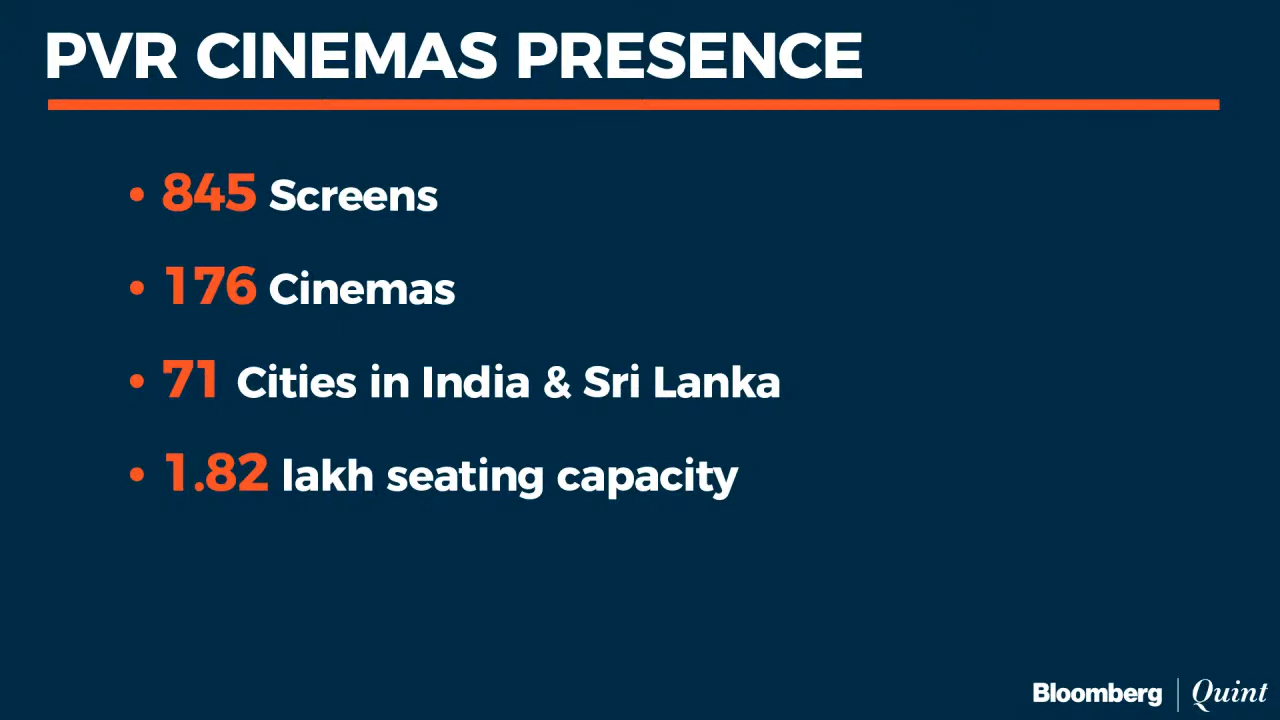 PVR CINEMAS PRESENCE
• 845 Screens
• 176 Cinemas
• 71 Cities in India & Sri Lanka
• 1.82 lakh seating capacity
Bloomberg | Quint